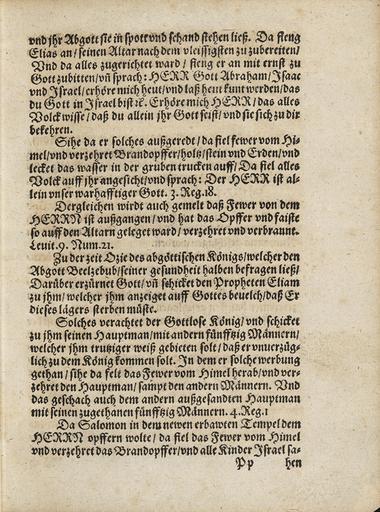 vnd jhr Abgott sie in spott vnd schand stehen ließ. Da fieng
Elias an / seinen Altar nach dem vleissigsten zu zubereiten /
Vnd da alles zugericht ward / fieng er an mit ernst zu
Gott zubitten / vñ sprach: HERR Gott Abraham / Isaac
vnd Jsrael / erhöre mich heut / vnd laß heut kunt werden / das
du Gott in Jsrael bist ꝛc. Erhöre mich HERR / das alles
Volck wisse / daß du allein jhr Gott seist / vnd sie sich zu dir
bekehren.
Sihe da er solches außgeredt / da fiel fewer vom Hi-
mel / vnd verzehret Brandopffer / holtz / stein vnd Erden / vnd
lecket das wasser in der gruben trucken auff / Da fiel alles
Volck auff jhr angesicht / vnd sprach: Der HERR ist al-
lein vnser warhafftiger Gott. 3. Reg. 18.
Dergleichen wirdt auch gemelt daß Fewer von dem
HERRN ist außgangen / vnd hat das Opffer vnd faiste
so auff den Altarn geleget ward / verzehret vnd verbrannt.
Leuit. 9. Num. 21.
Zu der zeit Ozie des abgöttischen Königs / welcher den
Abgott Beelzebub / seiner gesundheit halben befragen ließ /
Darüber erzürnet Gott / vñ schicket den Propheten Eliam
zu jhm / welcher jhm anzeiget auff Gottes beuelch / daß Er
dieses lägers sterben müste.
Solches verachtet der Gottlose König / vnd schicket
zu jhm seinen Hauptman / mit andern fünfftzig Männern /
welcher jhm trutziger weiß gebieten solt / daß er vnuerzüg-
lich zu dem König kommen solt. In dem er solche werbung
gethan / sihe da felt das Fewer vom Himel herab / vnd ver-
zehret den Hauptman / sampt den andern Männern. Vnd
das geschach auch dem andern außgesandten Hauptman
mit seinen zugethanen fünfftzig Männern. 4. Reg. 1
Da Salomon in dem newen erbawten Tempel dem
HERRN opffern wolte / da fiel das Fewer vom Himel
vnd verzehret das Brandopffer / vnd alle Kinder Jsrael sa-
Pp hen